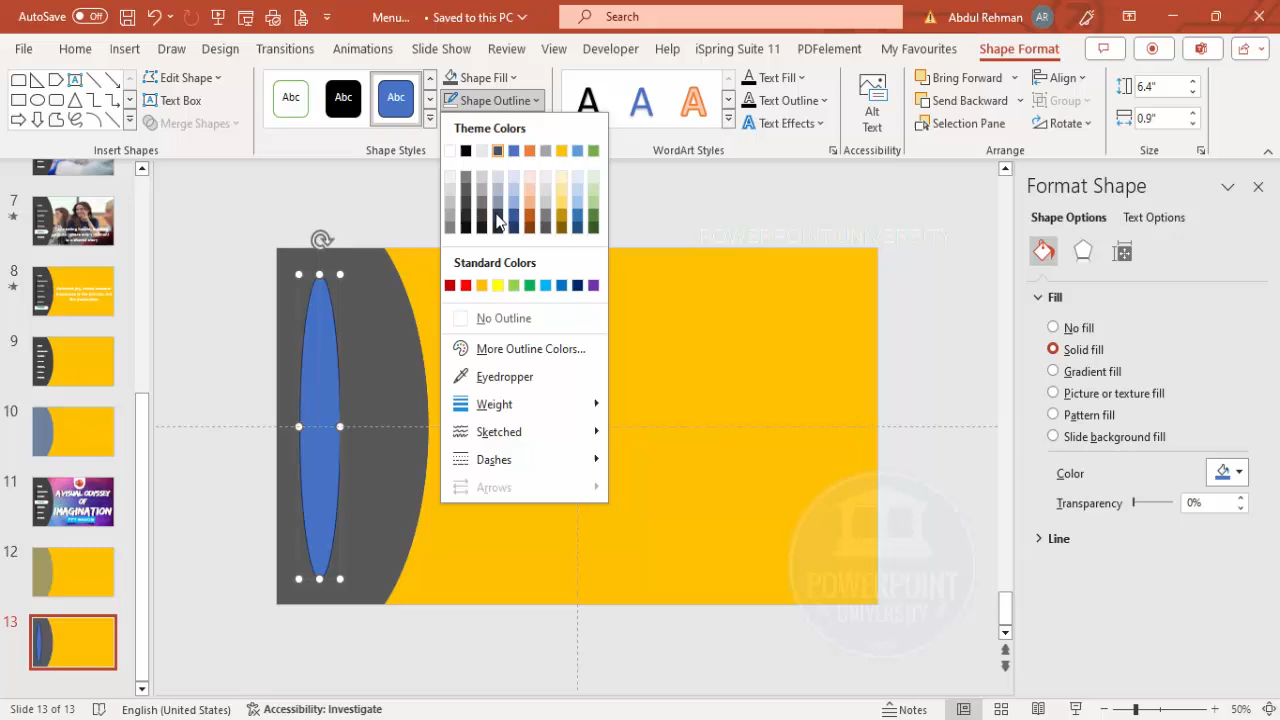 AutoSave Off Menu... • Saved to this PC Search Abdul Rehman AR
File Home Insert Draw Design Transitions Animations Slide Show Review View Developer Help iSpring Suite 11 PDFelement My Favourites Shape Format
Edit Shape Text Box Merge Shapes
Insert Shapes
Abc Abc Abc
Shape Fill
Shape Outline
Shape Styles
A A A
Text Fill
Text Outline
Text Effects
WordArt Styles
Alt
Text
Accessibility
Bring Forward
Send Backward
Selection Pane
Align
Group
Rotate
Arrange
6.4"
0.9"
Size
Theme Colors
Standard Colors
No Outline
More Outline Colors...
Eyedropper
Weight
Sketched
Dashes
Arrows
7
8
9
10
11
A VISUAL ODYSSEY
OF
IMAGINATION
12
13
POWERPOINT UNIVERSITY
POWERPOINT
UNIVERSITY
Format Shape
Shape Options Text Options
Fill
No fill
Solid fill
Gradient fill
Picture or texture fill
Pattern fill
Slide background fill
Color
Transparency 0%
Line
Slide 13 of 13 English (United States) Accessibility: Investigate Notes 50%